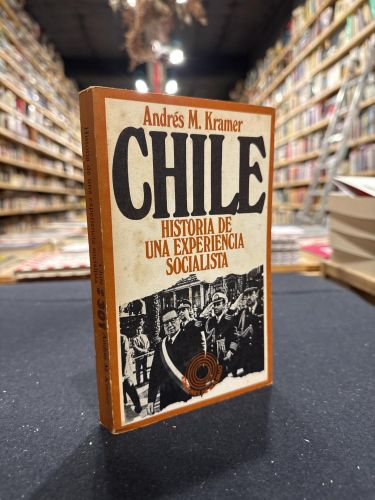 Andrés M. Kramer
CHILE
HISTORIA DE
UNA EXPERIENCIA
SOCIALISTA